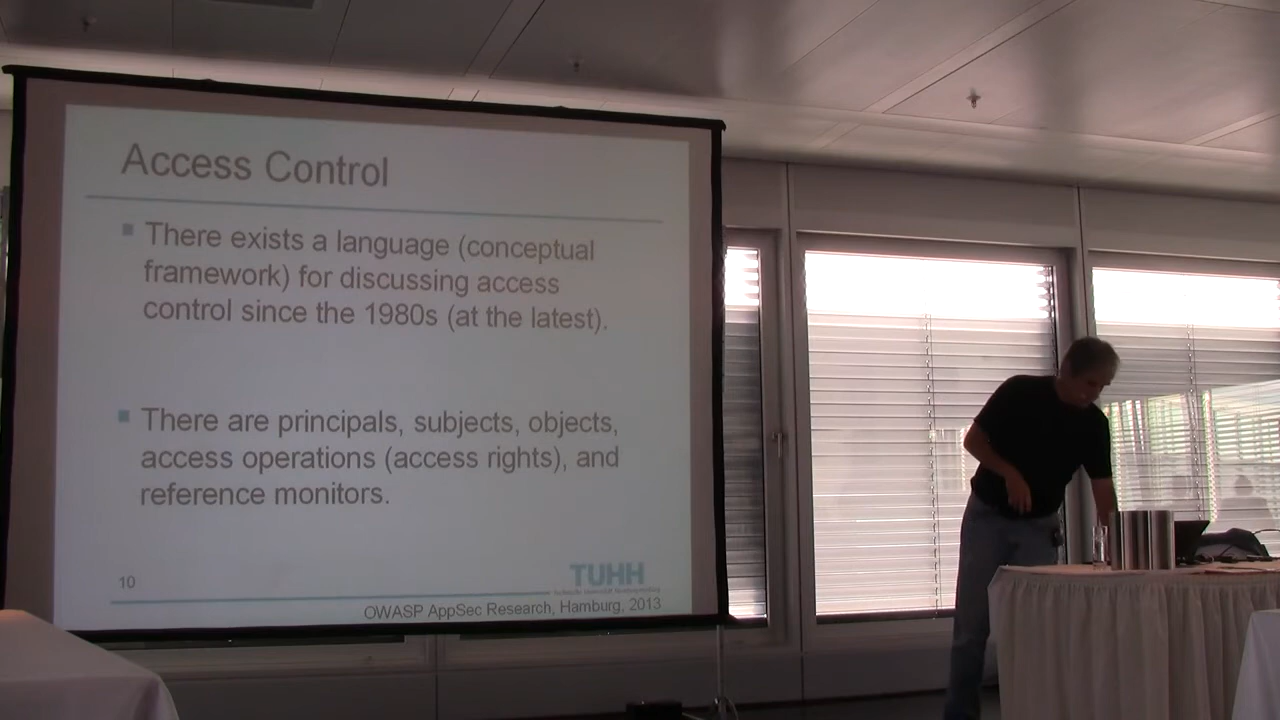 Access Control
There exists a language (conceptual
framework) for discussing access
control since the 1980s (at the latest).
There are principals, subjects, objects,
access operations (access rights), and
reference monitors.
10
TUHH
OWASP AppSec Research, Hamburg, 2013